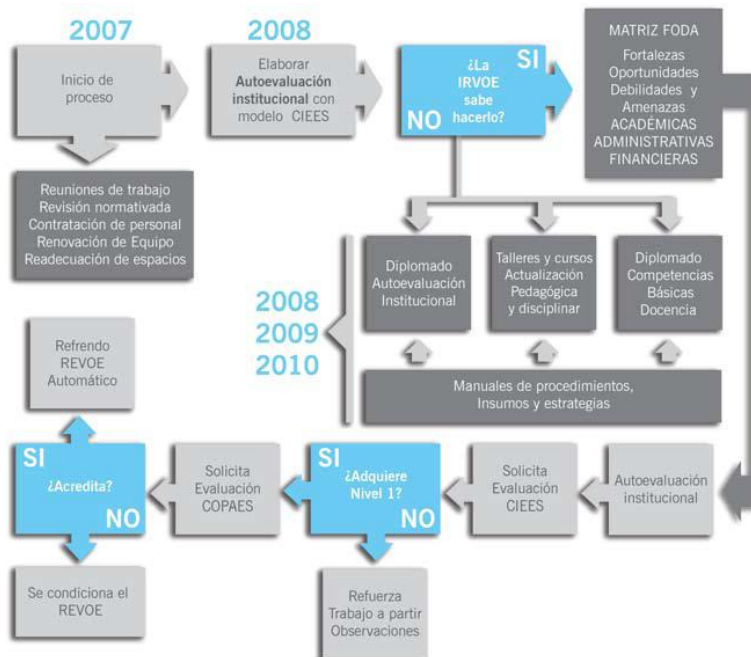 2007
Inicio de
proceso
2008
Elaborar
Autoevaluación
institucional con
modelo CIEES
¿La
IRVOE
sabe
hacerlo?
SI
NO
MATRIZ FODA
Fortalezas
Oportunidades
Debilidades y
Amenazas
ACADÉMICAS
ADMINISTRATIVAS
FINANCIERAS
Reuniones de trabajo
Revisión normativada
Contratación de personal
Renovación de Equipo
Readecuación de espacios
2008
2009
2010
Diplomado
Autoevaluación
Institucional
Talleres y cursos
Actualización
Pedagógica
y disciplinar
Diplomado
Competencias
Básicas
Docencia
Manuales de procedimientos,
Insumos y estrategias
Refrendo
REVOE
Automático
SI
¿Acredita?
NO
Solicita
Evaluación
COPAES
SI
¿Adquiere
Nivel 1?
NO
Solicita
Evaluación
CIEES
Autoevaluación
institucional
Se condiciona el
REVOE
Refuerza
Trabajo a partir
Observaciones